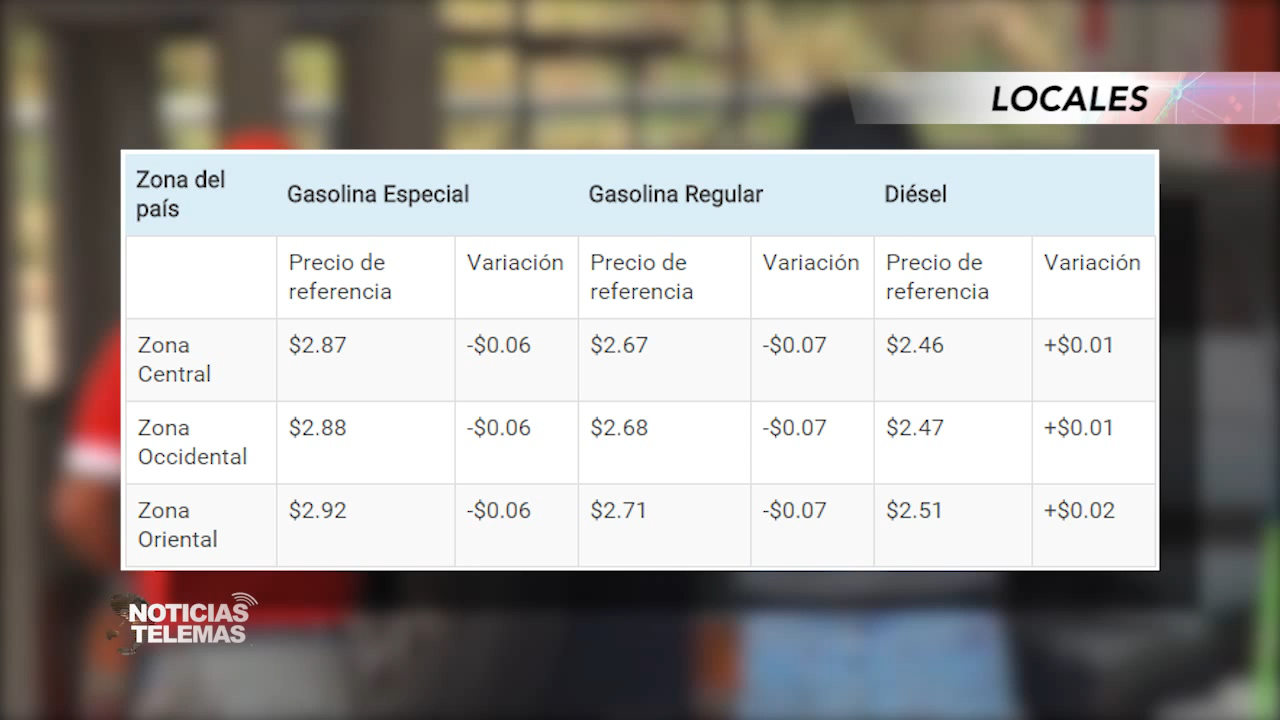 LOCALES
Zona del
país
Gasolina Especial
Gasolina Regular
Diésel
Precio de
referencia
Variación
Precio de
referencia
Variación
Precio de
referencia
Variación
Zona
Central
$2.87
-$0.06
$2.67
-$0.07
$2.46
+$0.01
Zona
Occidental
$2.88
-$0.06
$2.68
-$0.07
$2.47
+$0.01
Zona
Oriental
$2.92
-$0.06
$2.71
-$0.07
$2.51
+$0.02
NOTICIAS
TELEMAS